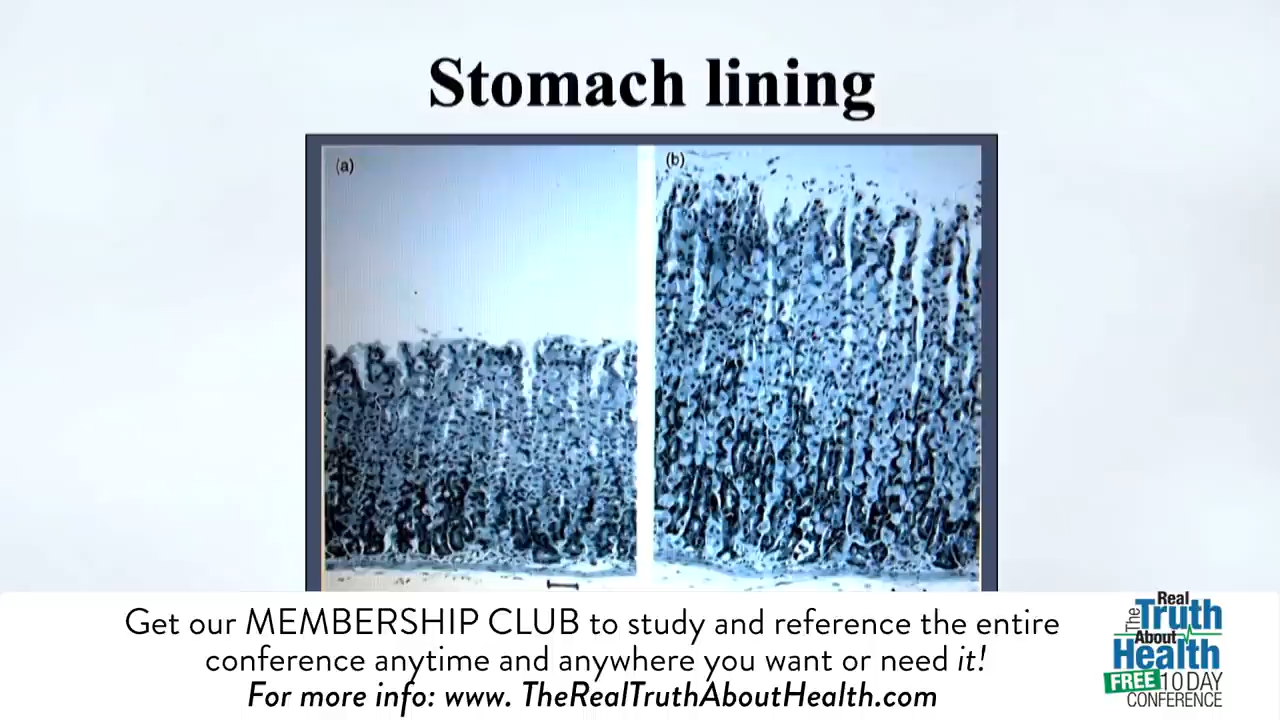 Stomach lining
(a)
(b)
Get our MEMBERSHIP CLUB to study and reference the entire
conference anytime and anywhere you want or need it!
For more info: www. TheRealTruthAboutHealth.com
The Real
Truth
About
Health
FREE 10 DAY
CONFERENCE